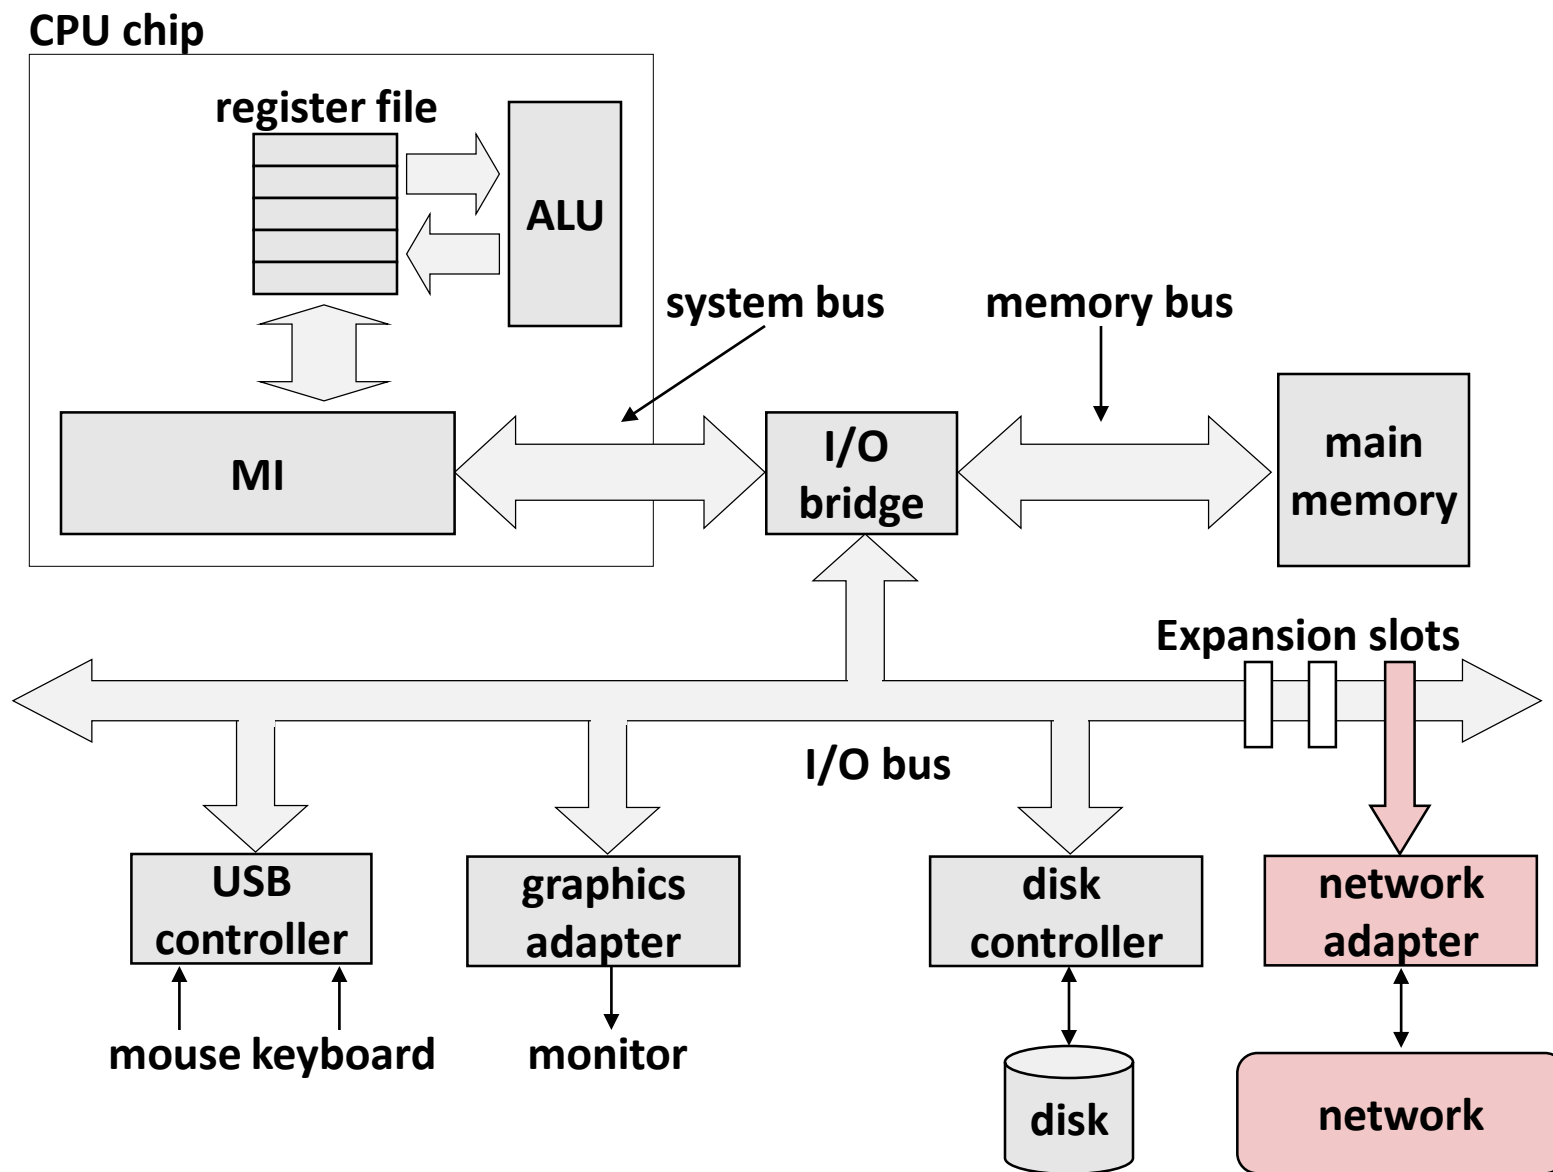 CPU chip
register file
ALU
system bus
memory bus
MI
I/O
bridge
main
memory
Expansion slots
I/O bus
USB
controller
graphics
adapter
disk
controller
network
adapter
mouse keyboard
monitor
disk
network